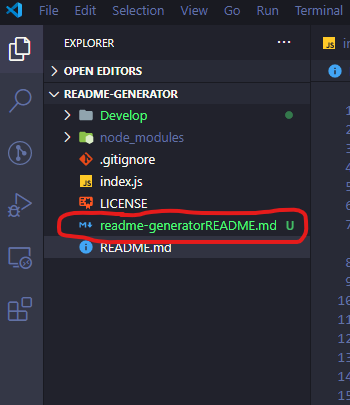 File Edit Selection View Go Run Terminal
EXPLORER
...
OPEN EDITORS
README-GENERATOR
Develop
node_modules
.gitignore
JS index.js
LICENSE
readme-generatorREADME.md U
README.md
JS in
1
2
3
4
5
6
7
8
9
10
11
12
13
14
15